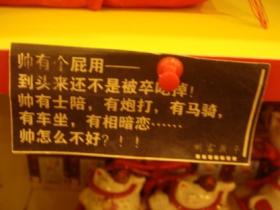 帅有个屁用——
到头来还不是被卒吃掉!
帅有士陪,有炮打,有马骑,
有车坐,有相暗恋……
帅怎么不好?!!